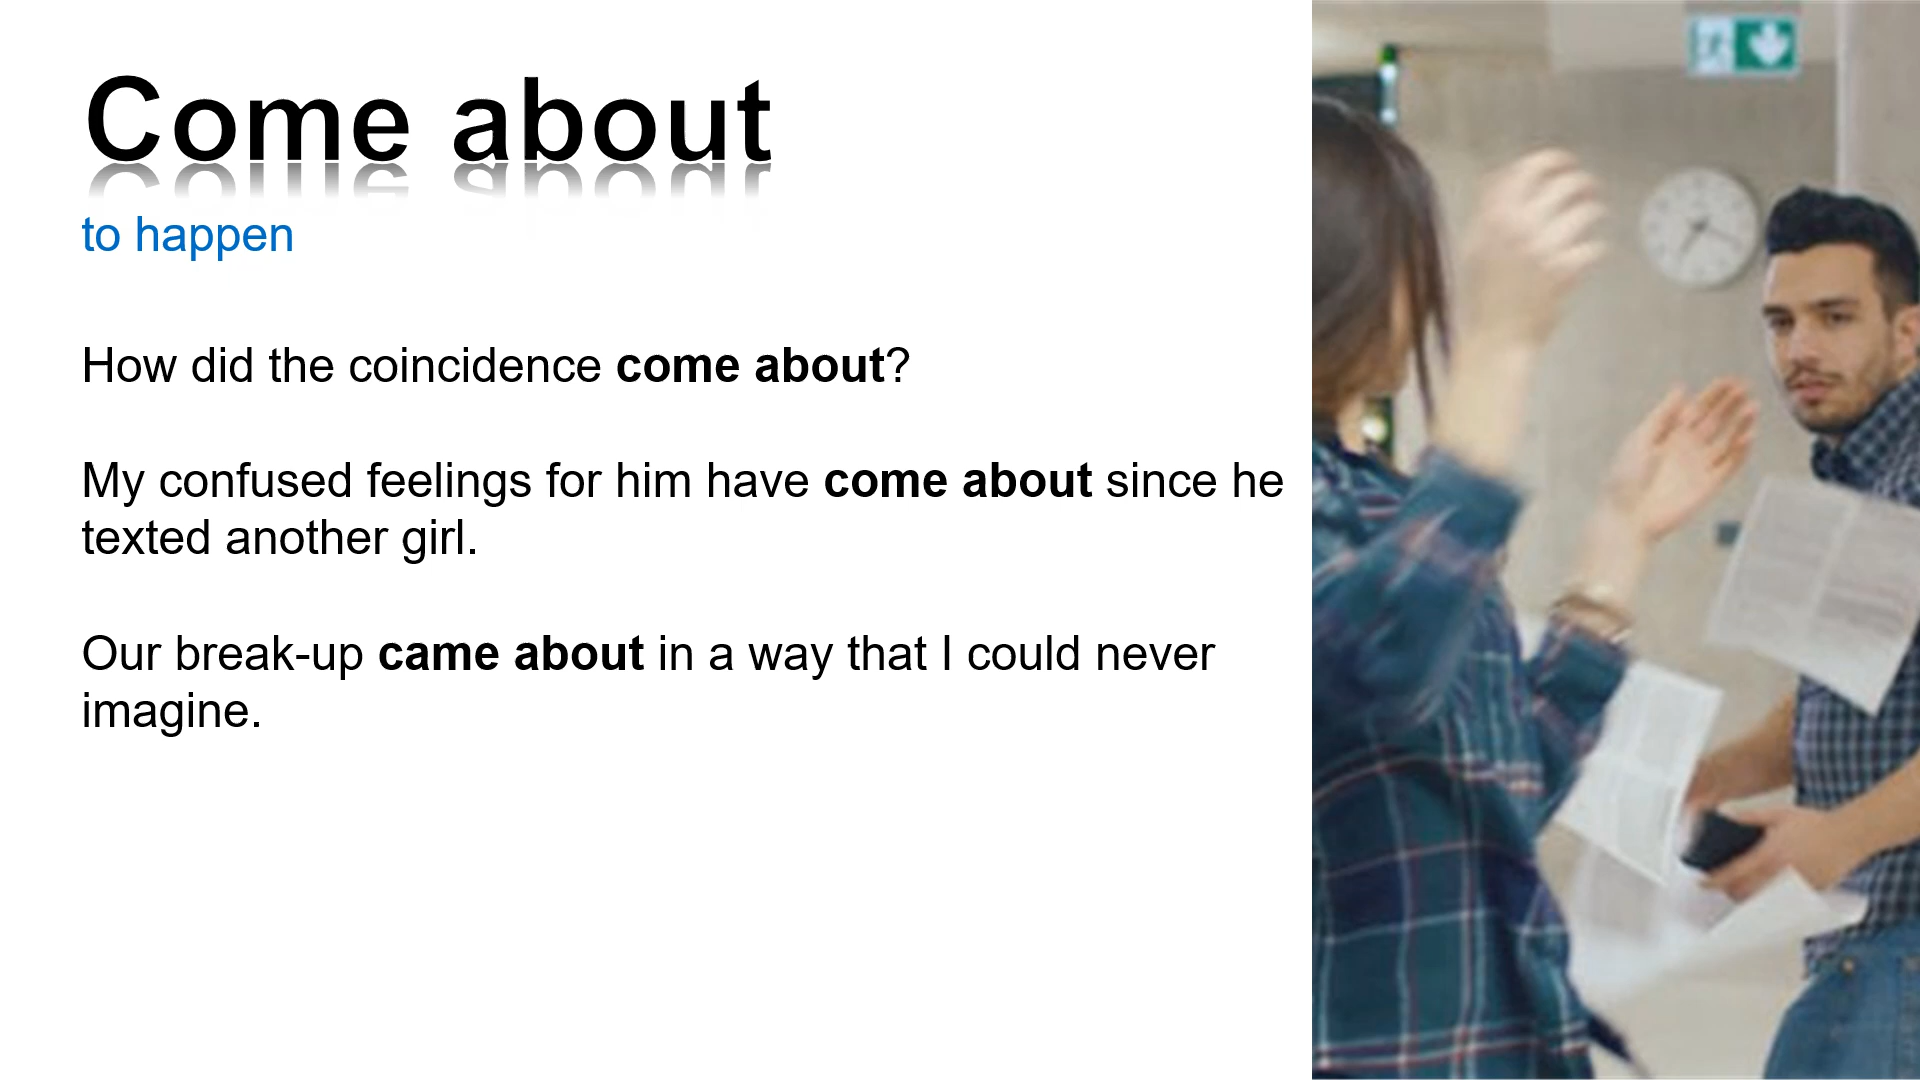 Come about
to happen
How did the coincidence come about?
My confused feelings for him have come about since he
texted another girl.
Our break-up came about in a way that I could never
imagine.